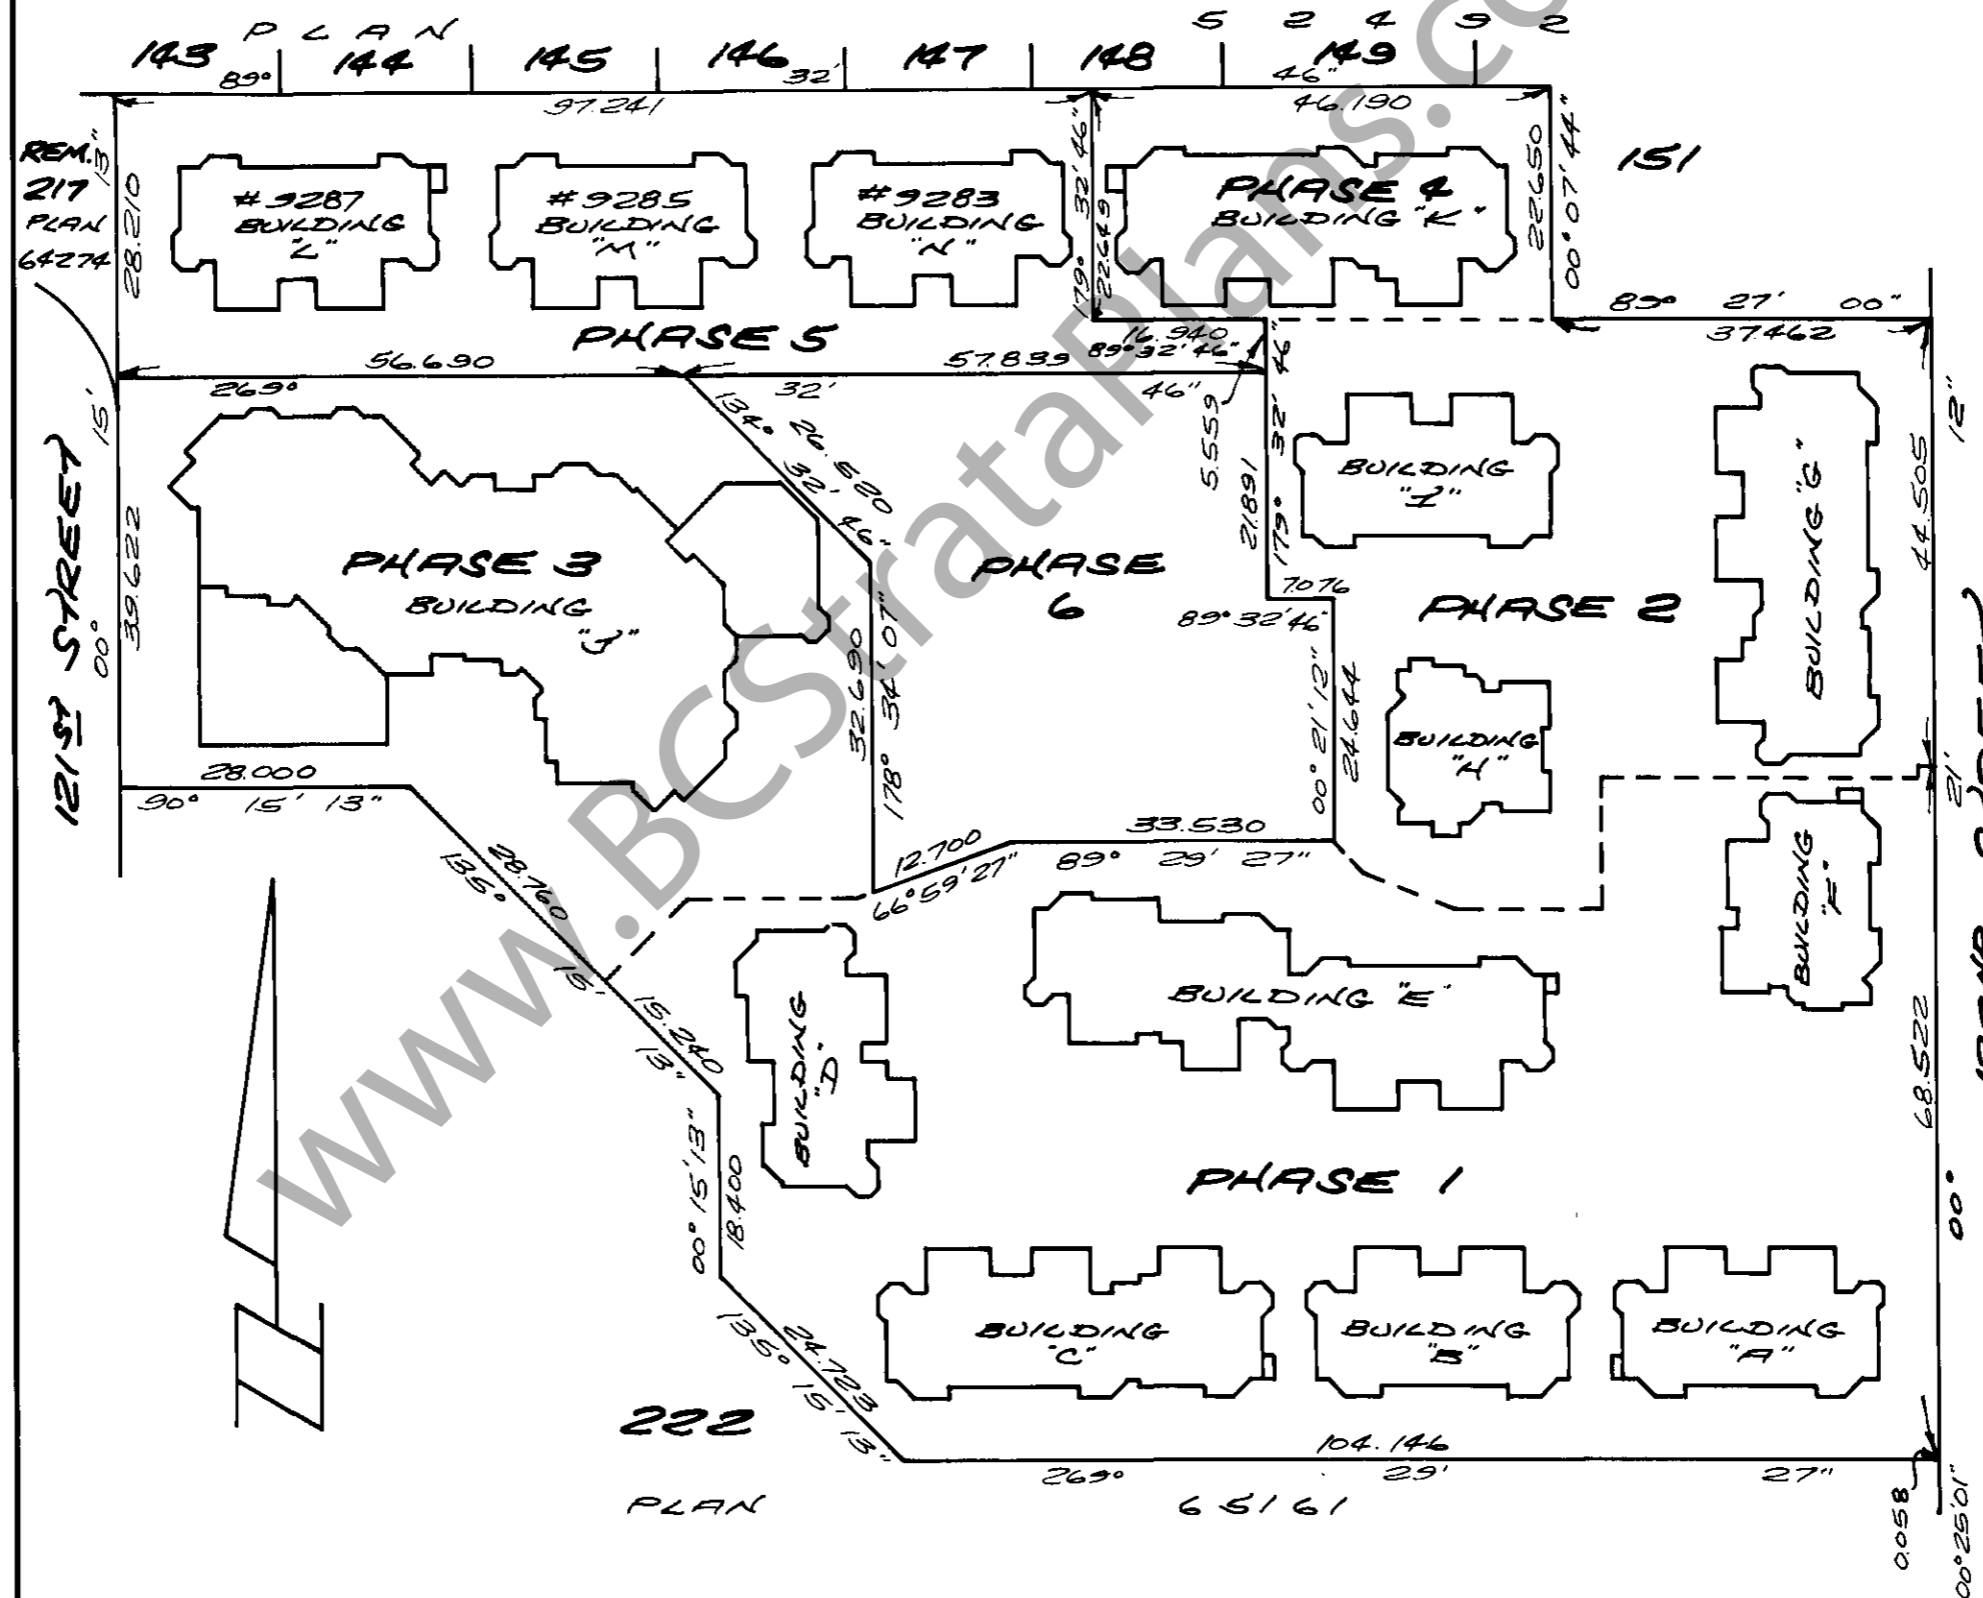 PLAN 5 2 4 9 2
143 144 145 146 147 148 149
89° 32' 46"
97.241 46.190
REM.
217
PLAN
64274
13"
28.210
#9287
BUILDING
"L"
#9285
BUILDING
"M"
#9283
BUILDING
"N"
179° 32' 46"
22.649
PHASE 4
BUILDING "K"
22.650
00° 07' 44"
151
89° 27' 00"
37.462
PHASE 5
16.940
89° 32' 46"
56.690 57.839
269° 32' 46"
5.559
15'
134° 32' 46"
26.520
21.891
179° 32' 46"
BUILDING
"I"
BUILDING "G"
44.505
12"
121ST STREET
39.622
00°
PHASE 3
BUILDING
"J"
PHASE
6
7.076
89° 32' 46"
PHASE 2
32.690
178° 34' 07"
00° 21' 12"
24.644
BUILDING
"H"
21'
28.000
90° 15' 13"
33.530
89° 29' 27"
12.700
66° 59' 27"
28.760
135° 15' 13"
15.240
BUILDING
"F"
BUILDING
"D"
BUILDING "E"
68.522
00°
00° 15' 13"
18.400
PHASE 1
BUILDING
"C"
BUILDING
"B"
BUILDING
"A"
24.723
135° 15' 13"
222
104.146
269° 29' 27"
PLAN 6 5161
0.058
00° 25' 01"
www.BCStrataPlans.co